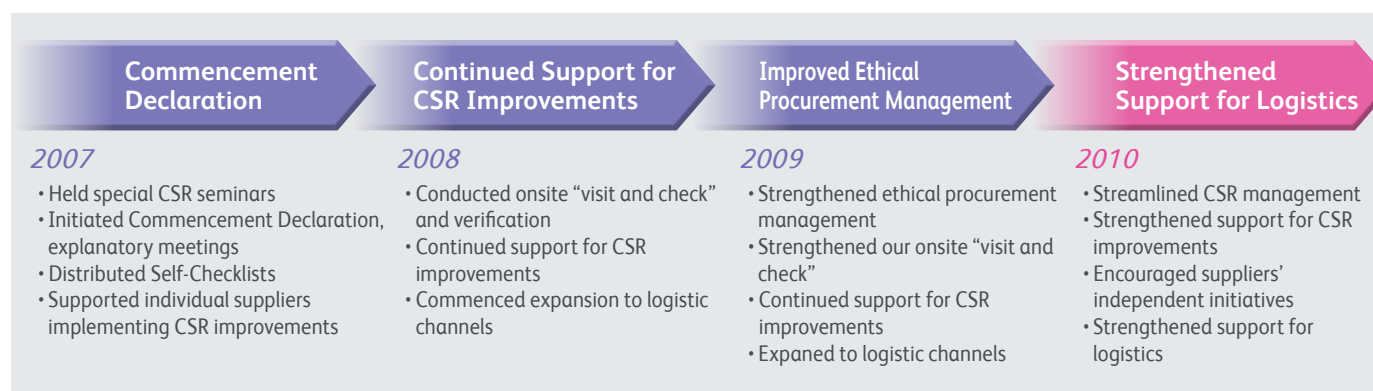 Commencement
Declaration
Continued Support for
CSR Improvements
Improved Ethical
Procurement Management
Strengthened
Support for Logistics
2007
• Held special CSR seminars
• Initiated Commencement Declaration,
explanatory meetings
• Distributed Self-Checklists
• Supported individual suppliers
implementing CSR improvements
2008
• Conducted onsite “visit and check”
and verification
• Continued support for CSR
improvements
• Commenced expansion to logistic
channels
2009
• Strengthened ethical procurement
management
• Strengthened our onsite “visit and
check”
• Continued support for CSR
improvements
• Expaned to logistic channels
2010
• Streamlined CSR management
• Strengthened support for CSR
improvements
• Encouraged suppliers’
independent initiatives
• Strengthened support for
logistics